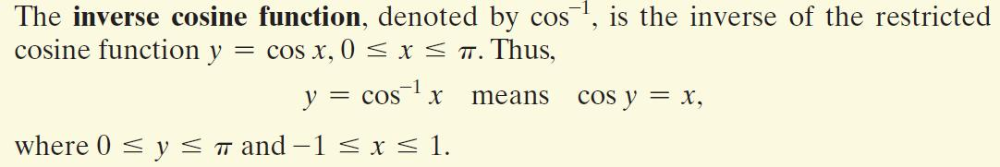 The inverse cosine function, denoted by cos⁻¹, is the inverse of the restricted
cosine function y = cos x, 0 ≤ x ≤ π. Thus,
y = cos⁻¹ x means cos y = x,
where 0 ≤ y ≤ π and −1 ≤ x ≤ 1.